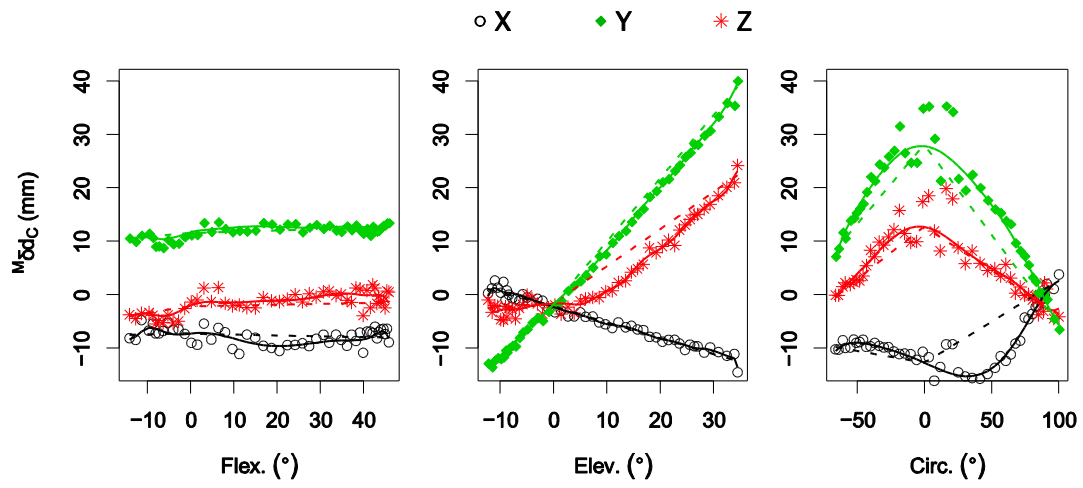 X Y Z
ᴹδd_C (mm)
40 40 40
30 30 30
20 20 20
10 10 10
0 0 0
−10 −10 −10
−10 0 10 20 30 40 −10 0 10 20 30 −50 0 50 100
Flex. (°) Elev. (°) Circ. (°)